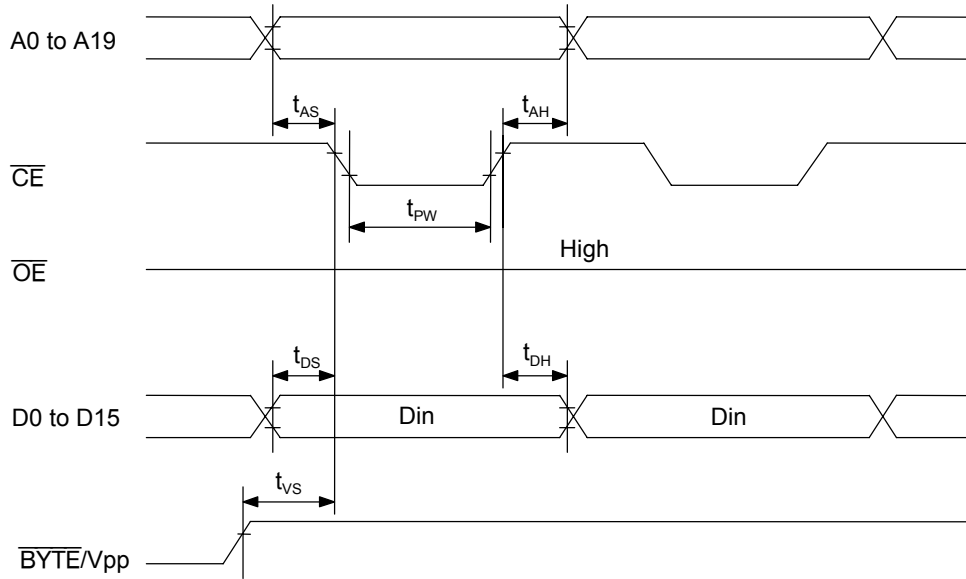 A0 to A19
tAS
tAH
CE
tPW
High
OE
tDS
tDH
D0 to D15
Din
Din
tVS
BYTE/Vpp